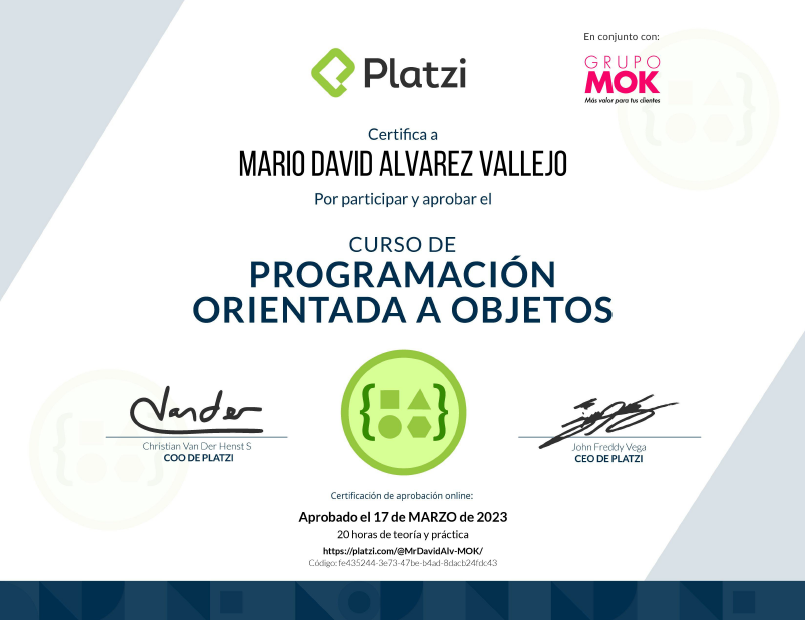 En conjunto con:
Platzi
GRUPO
MOK
Más valor para tus clientes
Certifica a
MARIO DAVID ALVAREZ VALLEJO
Por participar y aprobar el
CURSO DE
PROGRAMACIÓN
ORIENTADA A OBJETOS
Christian Van Der Henst S
COO DE PLATZI
John Freddy Vega
CEO DE PLATZI
Certificación de aprobación online:
Aprobado el 17 de MARZO de 2023
20 horas de teoría y práctica
https://platzi.com/@MrDavidAlv-MOK/
Código: fe435244-3e73-47be-b4ad-8dacb24fdc43